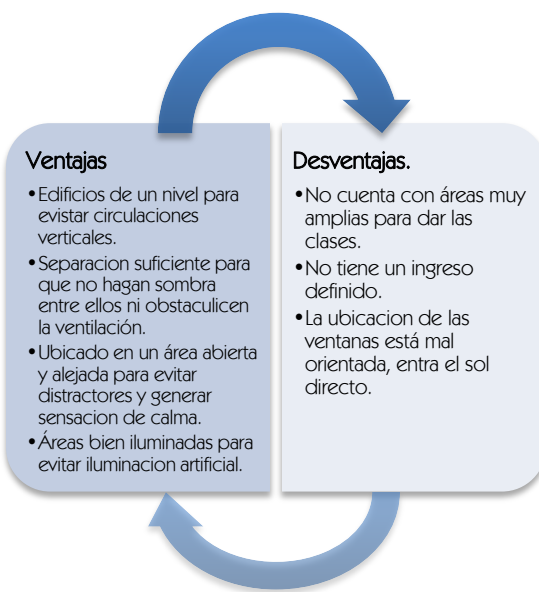 Ventajas
•Edificios de un nivel para
evistar circulaciones
verticales.
•Separacion suficiente para
que no hagan sombra
entre ellos ni obstaculicen
la ventilación.
•Ubicado en un área abierta
y alejada para evitar
distractores y generar
sensacion de calma.
•Áreas bien iluminadas para
evitar iluminacion artificial.
Desventajas.
•No cuenta con áreas muy
amplias para dar las
clases.
•No tiene un ingreso
definido.
•La ubicacion de las
ventanas está mal
orientada, entra el sol
directo.